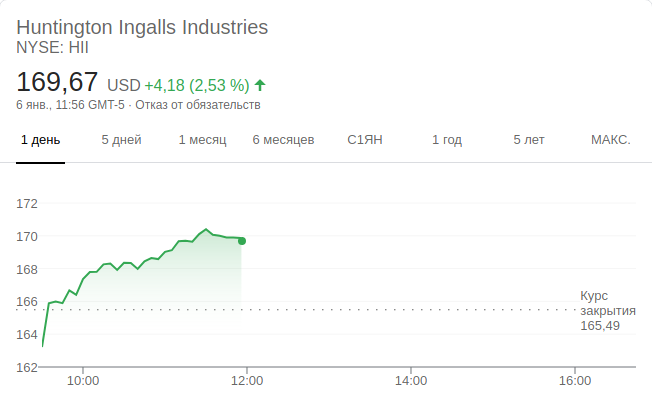 Huntington Ingalls Industries
NYSE: HII
169,67 USD +4,18 (2,53 %)
6 янв., 11:56 GMT-5 · Отказ от обязательств
1 день 5 дней 1 месяц 6 месяцев С1ЯН 1 год 5 лет МАКС.
172
170
168
166
164
162
Курс
закрытия
165,49
10:00 12:00 14:00 16:00